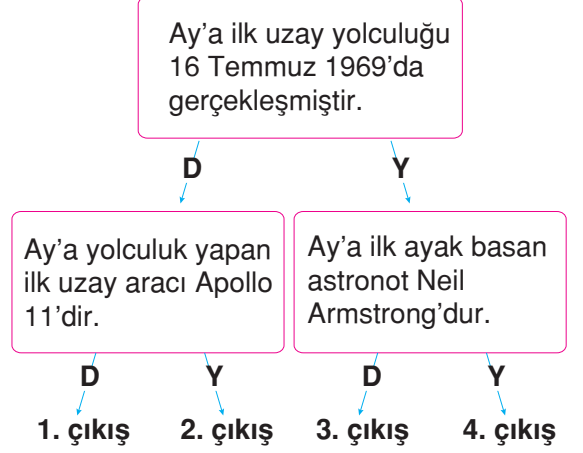 Ay’a ilk uzay yolculuğu
16 Temmuz 1969’da
gerçekleşmiştir.
D Y
Ay’a yolculuk yapan
ilk uzay aracı Apollo
11’dir.
Ay’a ilk ayak basan
astronot Neil
Armstrong’dur.
D Y D Y
1. çıkış 2. çıkış 3. çıkış 4. çıkış